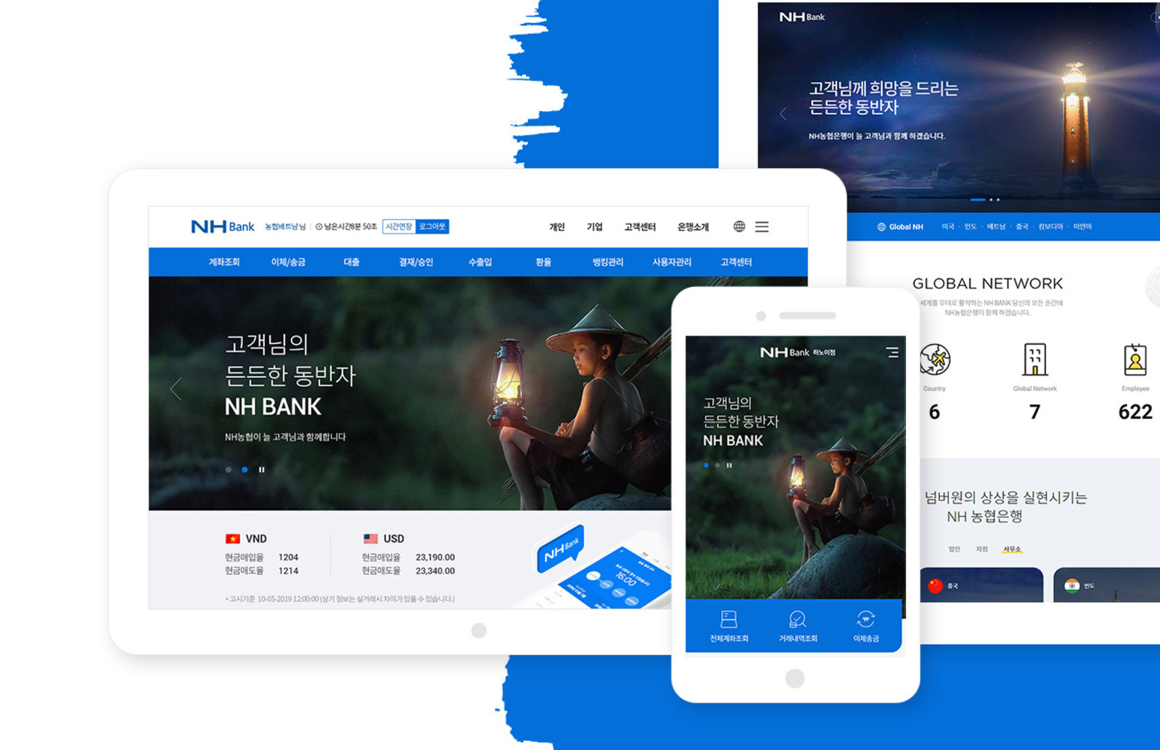 NH Bank
고객님께 희망을 드리는
든든한 동반자
NH농협은행이 늘 고객님과 함께 하겠습니다.
Global NH 미국 · 인도 · 베트남 · 중국 · 캄보디아 · 미얀마
GLOBAL NETWORK
세계를 무대로 활약하는 NH BANK 당신의 모든 순간에
NH농협은행이 함께 하겠습니다.
Country Global Network Employee
6 7 622
넘버원의 상상을 실현시키는
NH 농협은행
법인 지점 사무소
중국 인도
NH Bank 농협베트남님 남은시간8분 50초 시간연장 로그아웃 개인 기업 고객센터 은행소개
계좌조회 이체/송금 대출 결재/승인 수출입 환율 뱅킹관리 사용자관리 고객센터
고객님의
든든한 동반자
NH BANK
NH농협이 늘 고객님과 함께합니다
VND USD
현금매입율 1204 현금매입율 23,190.00
현금매도율 1214 현금매도율 23,340.00
• 고시기준 10-05-2019 12:00:00 (상기 정보는 실거래시 차이가 있을 수 있습니다.)
NH Bank
16:00
NH Bank 하노이점
고객님의
든든한 동반자
NH BANK
전체계좌조회 거래내역조회 이체송금